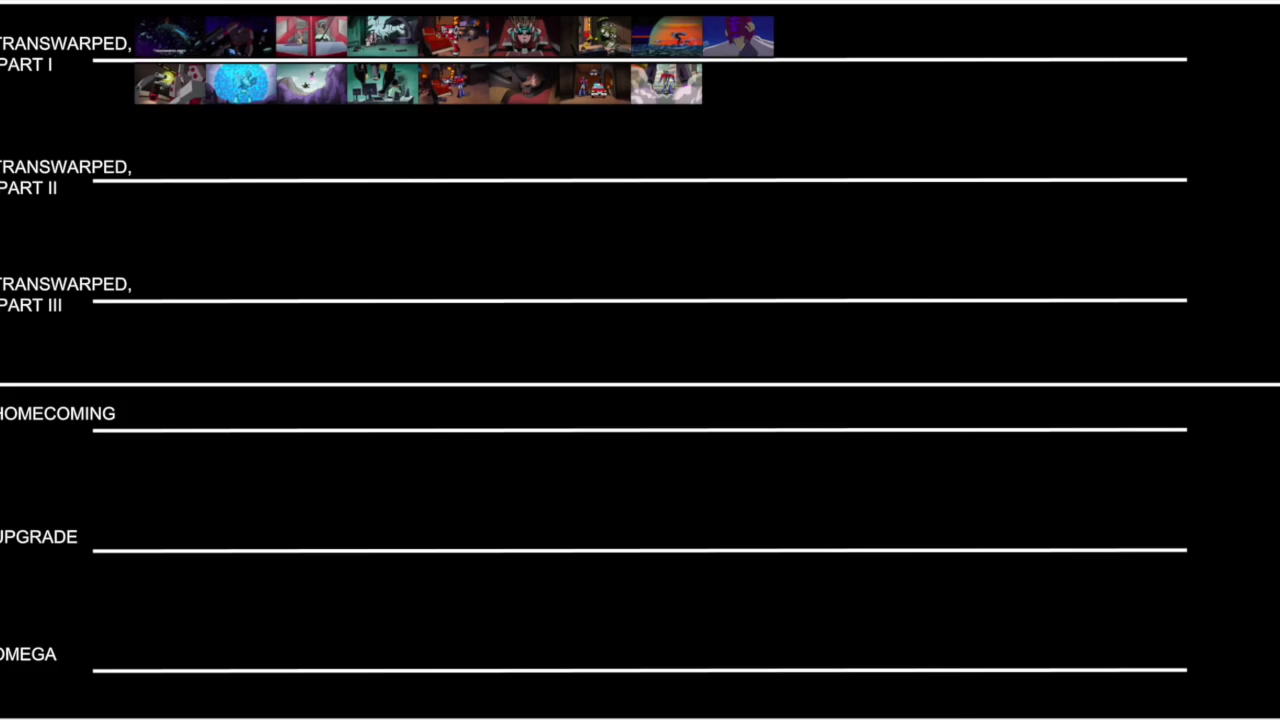 TRANSWARPED,
PART I
TRANSWARPED,
PART II
TRANSWARPED,
PART III
HOMECOMING
UPGRADE
OMEGA